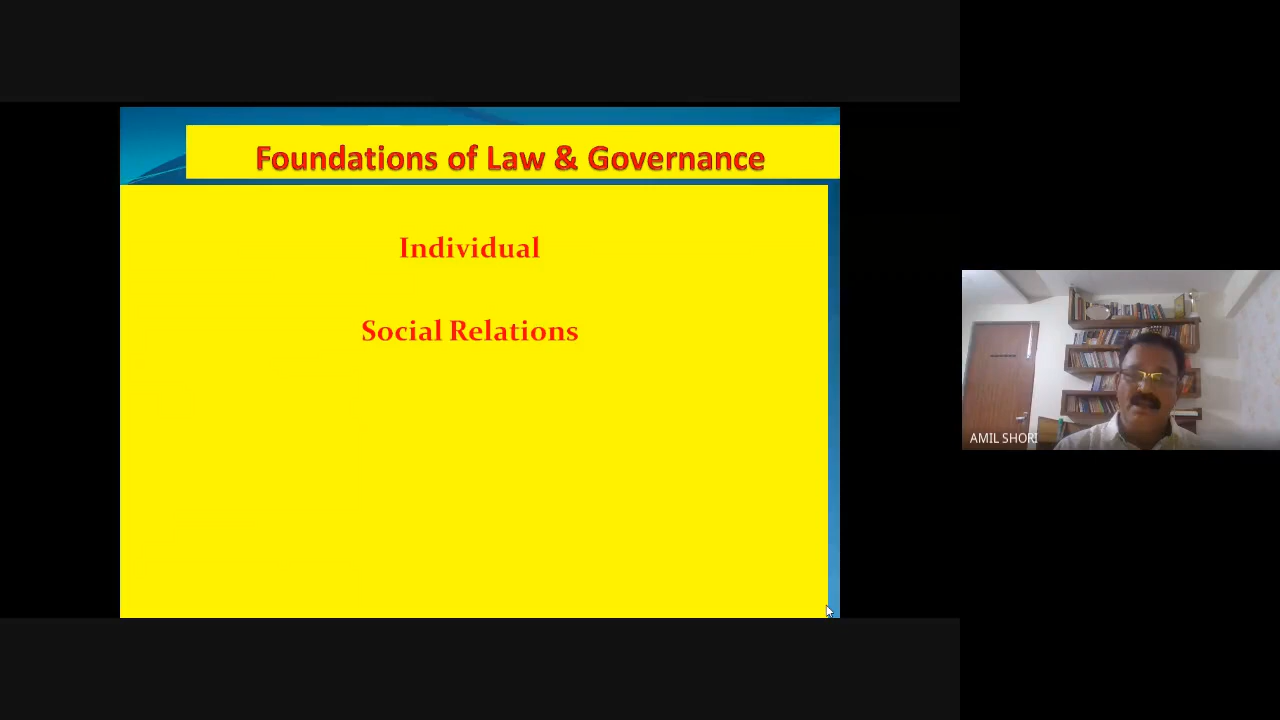 Foundations of Law & Governance
Individual
Social Relations
AMIL SHORI